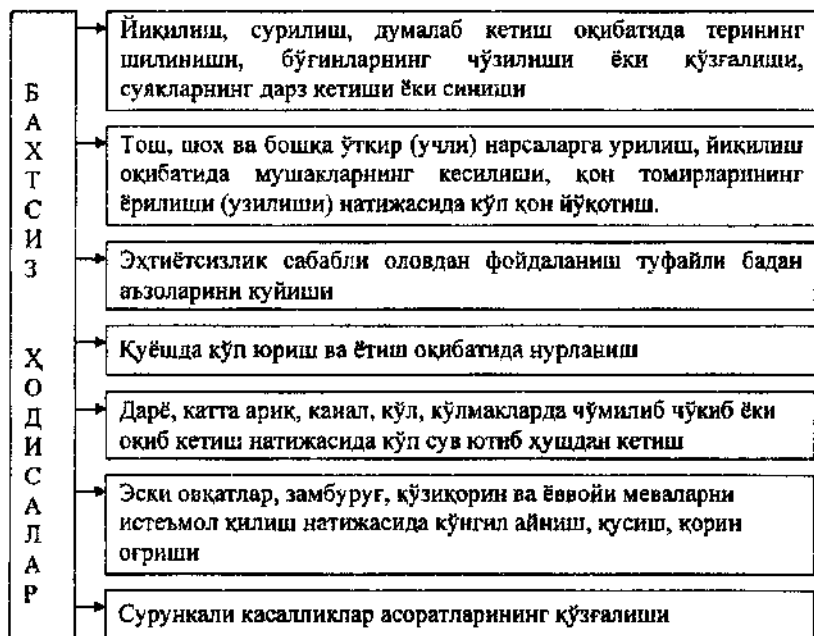 БАХТСИЗ ҲОДИСАЛАР
Йиқилиш, сурилиш, думалаб кетиш оқибатида терининг
шилиниши, бўғинларнинг чўзилиши ёки қўзғалиши,
суякларнинг дарз кетиши ёки синиши
Тош, шох ва бошқа ўткир (учли) нарсаларга урилиш, йиқилиш
оқибатида мушакларнинг кесилиши, қон томирларининг
ёрилиши (узилиши) натижасида кўп қон йўқотиш.
Эҳтиётсизлик сабабли оловдан фойдаланиш туфайли бадан
аъзоларини куйиши
Қуёшда кўп юриш ва ётиш оқибатида нурланиш
Дарё, катта ариқ, канал, кўл, кўлмакларда чўмилиб чўкиб ёки
оқиб кетиш натижасида кўп сув ютиб ҳушдан кетиш
Эски овқатлар, замбуруғ, қўзиқорин ва ёввойи меваларни
истеъмол қилиш натижасида кўнгил айниш, қусиш, қорин
оғриши
Сурункали касалликлар асоратларининг қўзғалиши